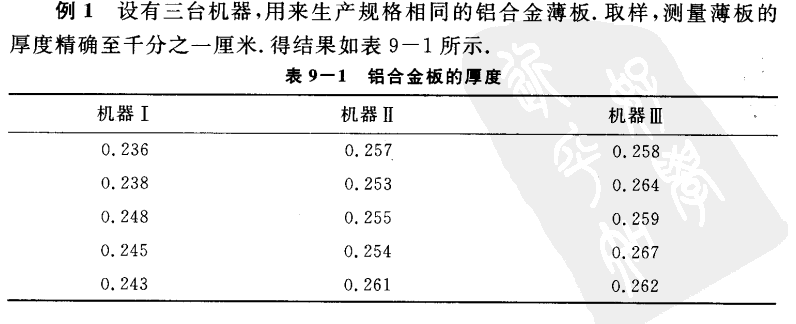 例 1 设有三台机器,用来生产规格相同的铝合金薄板. 取样,测量薄板的
厚度精确至千分之一厘米. 得结果如表 9-1 所示.
表 9-1 铝合金板的厚度
机器 Ⅰ 机器 Ⅱ 机器 Ⅲ
0.236 0.257 0.258
0.238 0.253 0.264
0.248 0.255 0.259
0.245 0.254 0.267
0.243 0.261 0.262